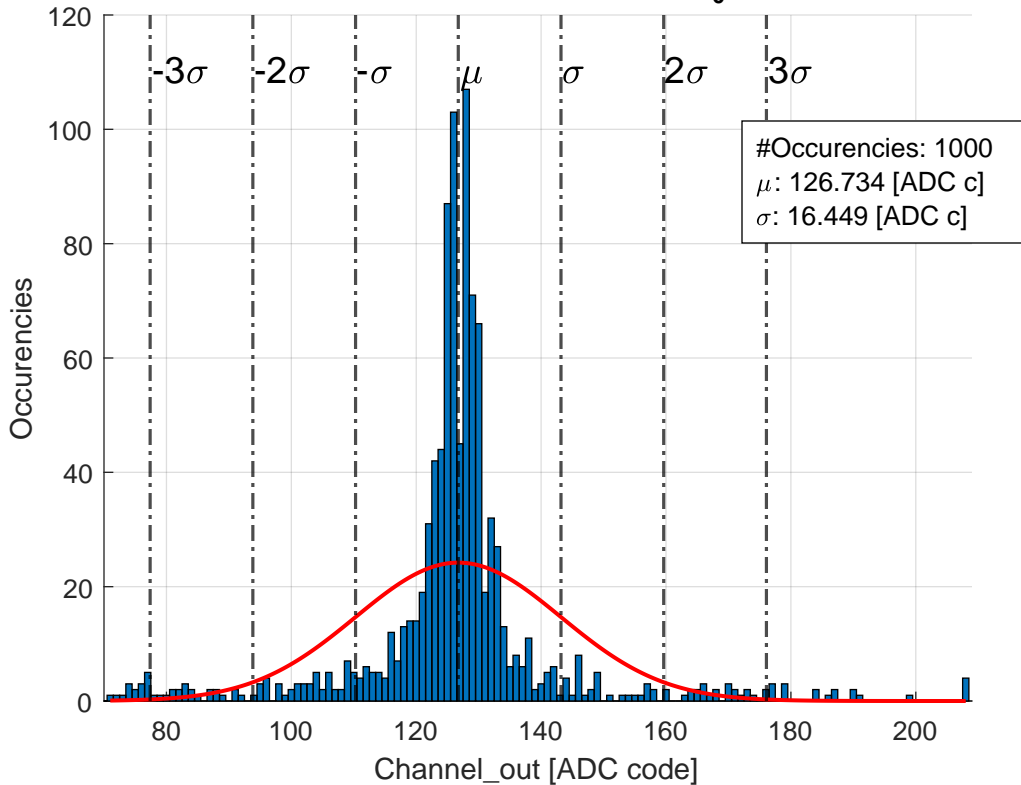 120
100
80
60
40
20
0
-3σ
-2σ
-σ
μ
σ
2σ
3σ
#Occurencies: 1000
μ: 126.734 [ADC c]
σ: 16.449 [ADC c]
Occurencies
80
100
120
140
160
180
200
Channel_out [ADC code]